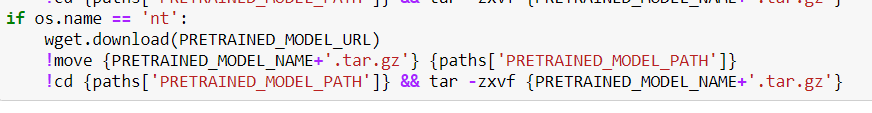 !cd {paths['PRETRAINED_MODEL_PATH']} && tar -zxvf {PRETRAINED_MODEL_NAME+'.tar.gz'}
if os.name == 'nt':
    wget.download(PRETRAINED_MODEL_URL)
    !move {PRETRAINED_MODEL_NAME+'.tar.gz'} {paths['PRETRAINED_MODEL_PATH']}
    !cd {paths['PRETRAINED_MODEL_PATH']} && tar -zxvf {PRETRAINED_MODEL_NAME+'.tar.gz'}